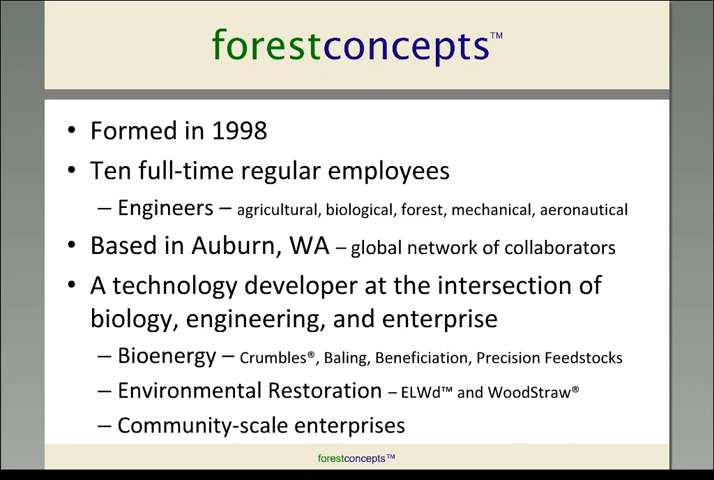 forestconcepts™
• Formed in 1998
• Ten full-time regular employees
– Engineers – agricultural, biological, forest, mechanical, aeronautical
• Based in Auburn, WA – global network of collaborators
• A technology developer at the intersection of
biology, engineering, and enterprise
– Bioenergy – Crumbles®, Baling, Beneficiation, Precision Feedstocks
– Environmental Restoration – ELWd™ and WoodStraw®
– Community-scale enterprises
forestconcepts™